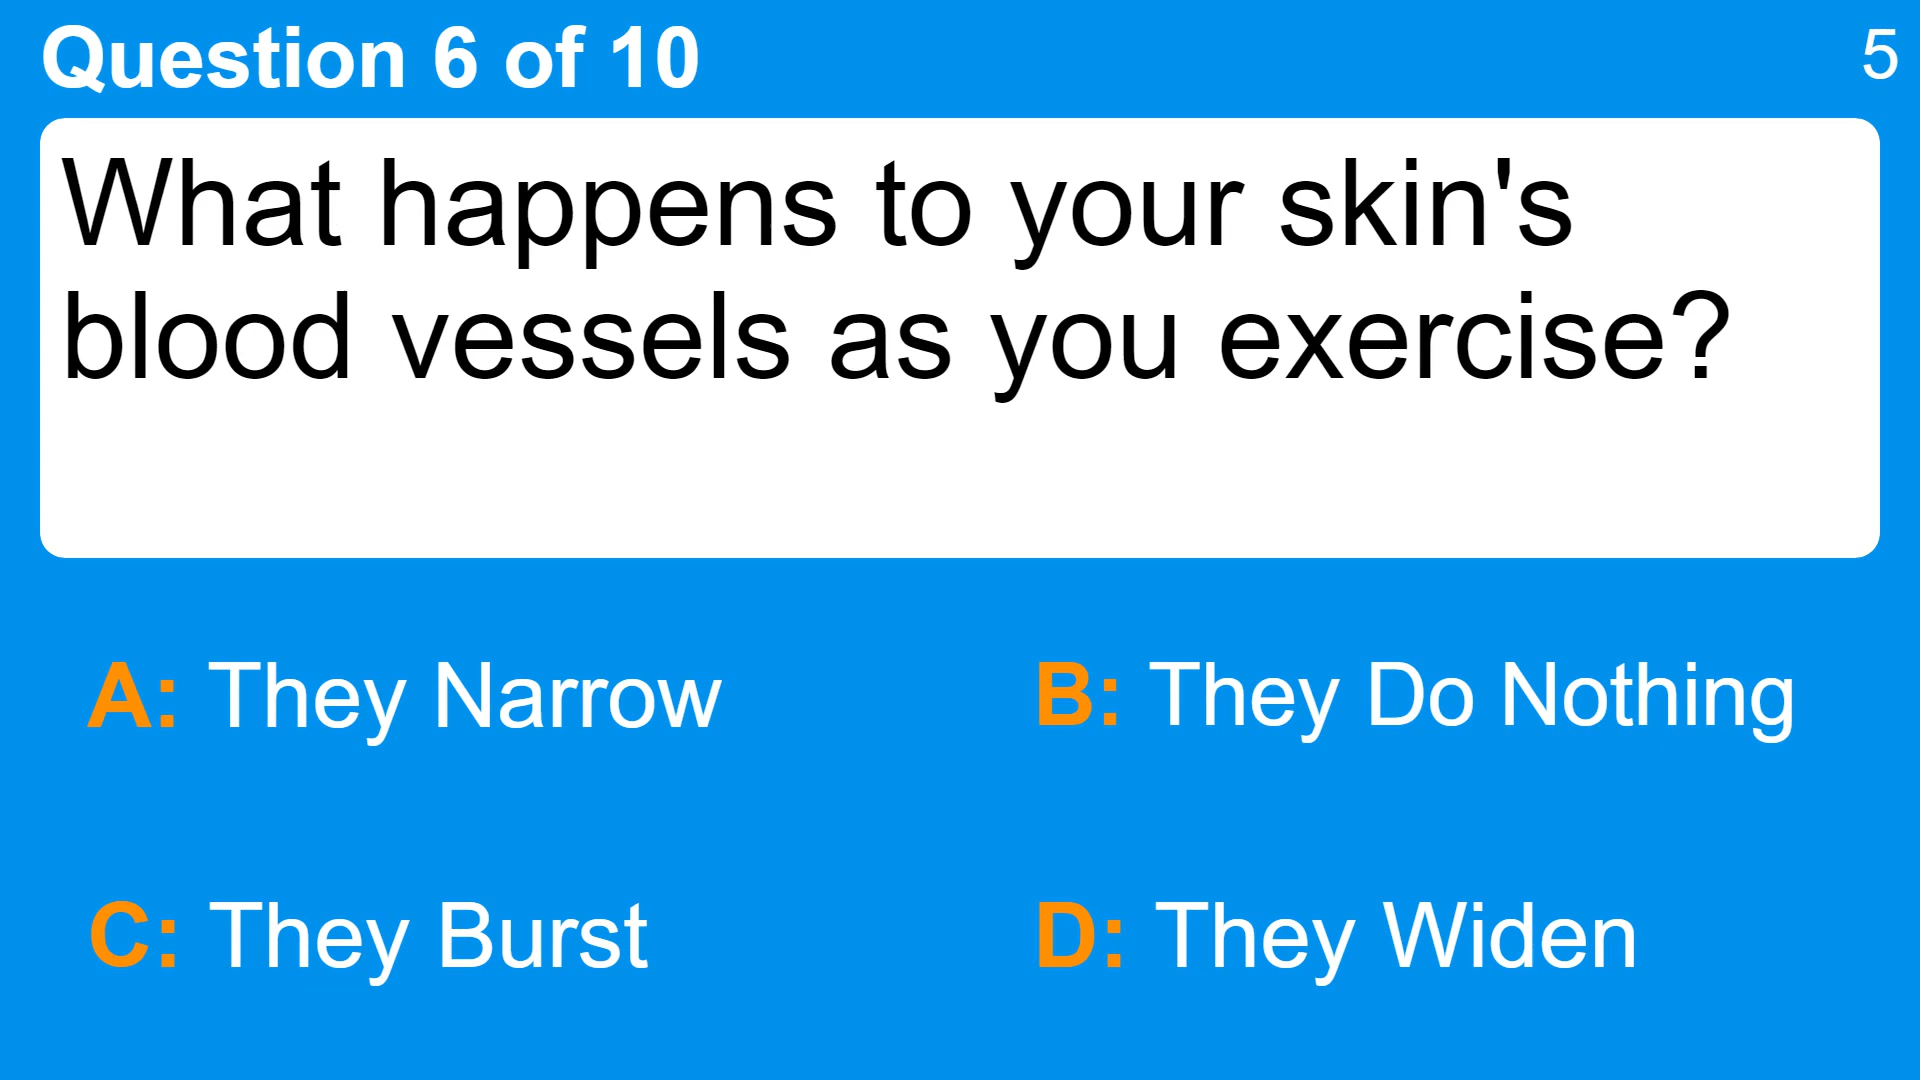 Question 6 of 10
5
What happens to your skin's
blood vessels as you exercise?
A: They Narrow
B: They Do Nothing
C: They Burst
D: They Widen